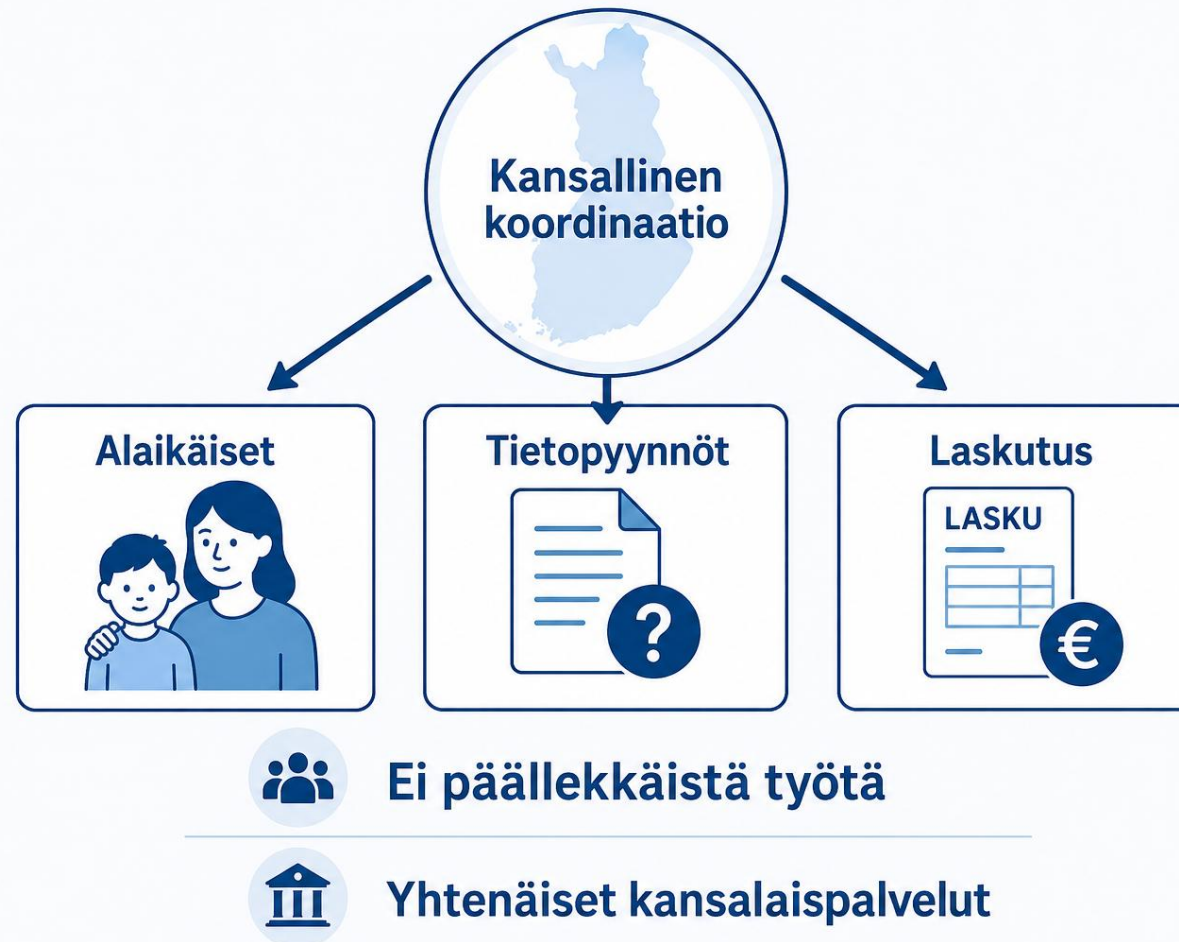 Kansallinen
koordinaatio
Alaikäiset
Tietopyynnöt
Laskutus
?
LASKU
€
Ei päällekkäistä työtä
Yhtenäiset kansalaispalvelut